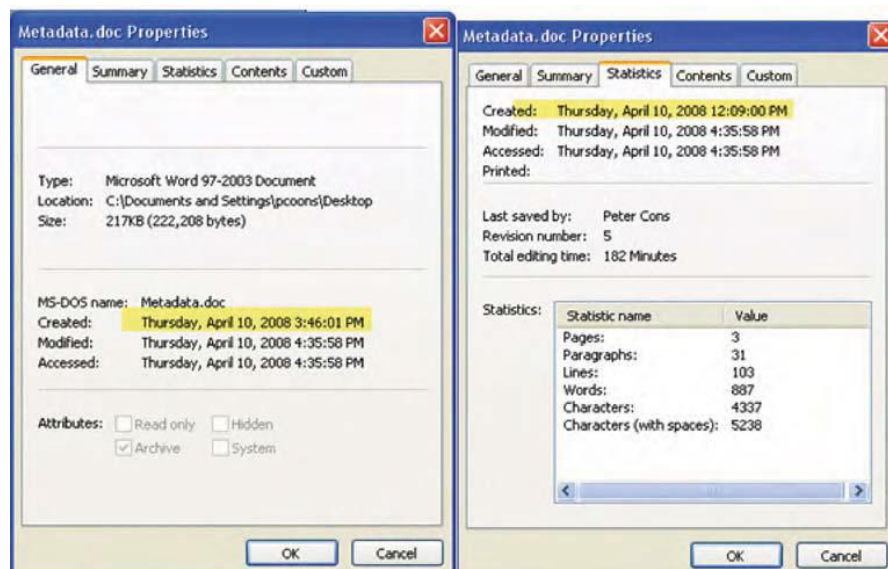 Metadata.doc Properties
General Summary Statistics Contents Custom
Type: Microsoft Word 97-2003 Document
Location: C:\Documents and Settings\pcoons\Desktop
Size: 217KB (222,208 bytes)
MS-DOS name: Metadata.doc
Created: Thursday, April 10, 2008 3:46:01 PM
Modified: Thursday, April 10, 2008 4:35:58 PM
Accessed: Thursday, April 10, 2008 4:35:58 PM
Attributes: Read only Hidden
Archive System
OK Cancel
Metadata.doc Properties
General Summary Statistics Contents Custom
Created: Thursday, April 10, 2008 12:09:00 PM
Modified: Thursday, April 10, 2008 4:35:58 PM
Accessed: Thursday, April 10, 2008 4:35:58 PM
Printed:
Last saved by: Peter Cons
Revision number: 5
Total editing time: 182 Minutes
Statistics: Statistic name Value
Pages: 3
Paragraphs: 31
Lines: 103
Words: 887
Characters: 4337
Characters (with spaces): 5238
OK Cancel